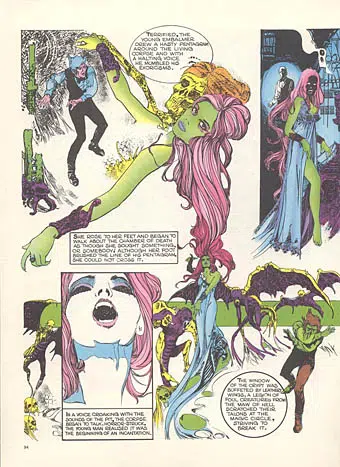 TERRIFIED, THE
YOUNG EMBALMER
DREW A HASTY PENTAGRAM
AROUND THE LIVING
CORPSE AND WITH
A HALTING VOICE,
HE MUMBLED HIS
EXORCISMS.
SHE ROSE TO HER FEET AND BEGAN TO
WALK ABOUT THE CHAMBER OF DEATH
AS THOUGH SHE SOUGHT SOMETHING,
OR SOMEBODY! ALTHOUGH HER FOOT
BRUSHED THE LINE OF HIS PENTAGRAM,
SHE COULD NOT CROSS IT.
IN A VOICE CROAKING WITH THE
SOUNDS OF THE PIT, THE CORPSE
BEGAN TO TALK. HORROR-STRUCK,
THE YOUNG MAN REALIZED IT WAS
THE BEGINNING OF AN INCANTATION.
THE WINDOW
OF THE CRYPT WAS
BUFFETED BY LEATHERY
WINGS, A LEGION OF
FOUL CREATURES FROM
THE MAW OF HELL
SCRATCHED THEIR
TALONS AT THE
MAGIC CIRCLE,
STRIVING TO
BREAK IT.
34